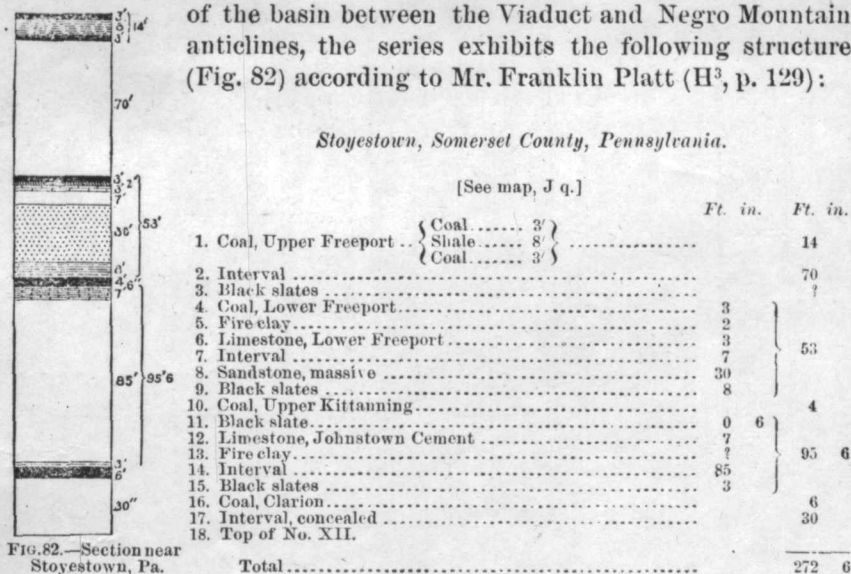 of the basin between the Viaduct and Negro Mountain
anticlines, the series exhibits the following structure
(Fig. 82) according to Mr. Franklin Platt (H³, p. 129):
Stoyestown, Somerset County, Pennsylvania.
[See map, J q.]
Ft. in. Ft. in.
1. Coal, Upper Freeport .. { Coal....... 3′ Shale...... 8′ Coal....... 3′ } .................. 14
2. Interval .................................................. 70
3. Black slates .................................................. ?
4. Coal, Lower Freeport........................................ 3
5. Fire clay .................................................. 2
6. Limestone, Lower Freeport.................................. 3
7. Interval .................................................. 7 } 53
8. Sandstone, massive ........................................ 30
9. Black slates .............................................. 8
10. Coal, Upper Kittanning........................................ 4
11. Black slate.............................................. 0 6
12. Limestone, Johnstown Cement .............................. 7
13. Fire clay.................................................. ? } 95 6
14. Interval .................................................. 85
15. Black slates .............................................. 3
16. Coal, Clarion.................................................. 6
17. Interval, concealed ............................................ 30
18. Top of No. XII.
Total .................................................. 272 6
3′
8′ 14′
3′
70′
3′
3′ 2′
7′
30′ 53′
8′
4′ 6″
7′
85′ 95′6
3′
6′
30″
FIG.82.—Section near
Stoyestown, Pa.